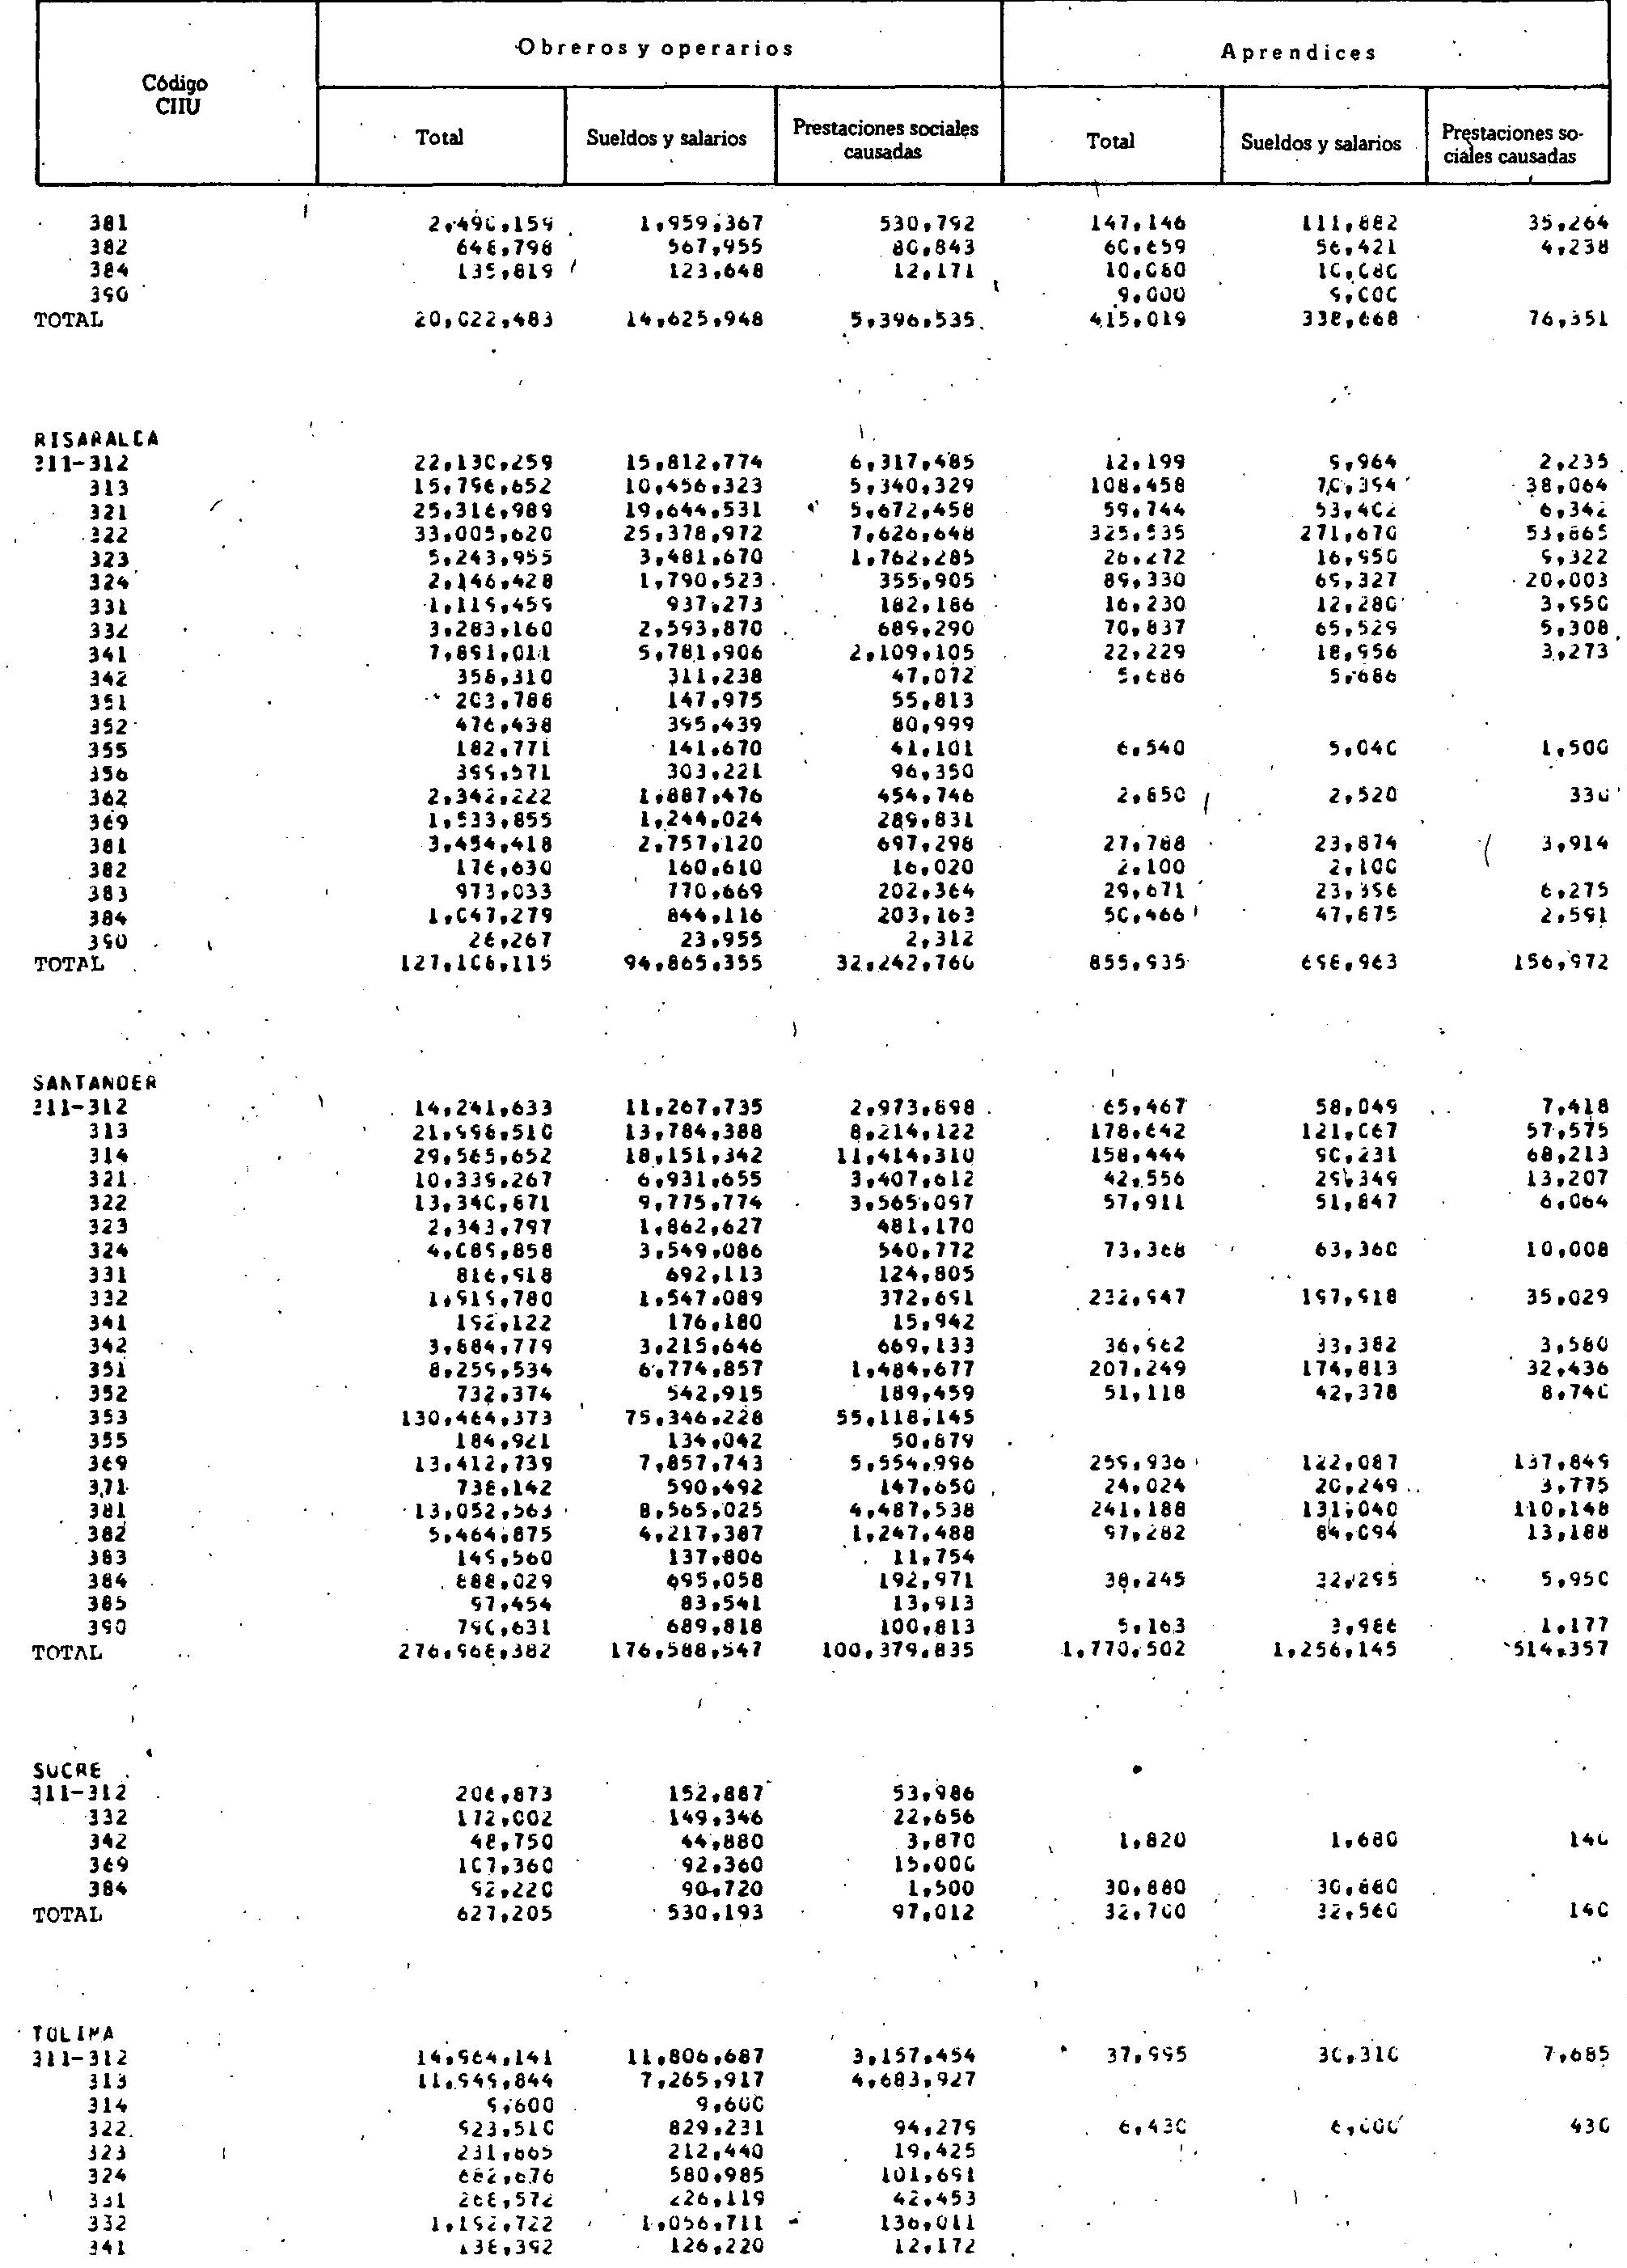 Código CIIU | Obreros y operarios | Aprendices
Total | Sueldos y salarios | Prestaciones sociales causadas | Total | Sueldos y salarios | Prestaciones sociales causadas
381 2,490,159 1,959,367 530,792 147,146 111,882 35,264
382 648,798 567,955 80,843 60,659 56,421 4,238
384 135,819 123,648 12,171 10,080 10,080
390 9,000 9,000
TOTAL 20,022,483 14,625,948 5,396,535 415,019 338,668 76,351
RISARALDA
311-312 22,130,259 15,812,774 6,317,485 12,199 9,964 2,235
313 15,796,652 10,456,323 5,340,329 108,458 70,394 38,064
321 25,316,989 19,644,531 5,672,458 59,744 53,402 6,342
322 33,005,620 25,378,972 7,626,648 325,535 271,670 53,865
323 5,243,955 3,481,670 1,762,285 26,272 16,950 9,322
324 2,146,428 1,790,523 355,905 89,330 69,327 20,003
331 1,119,459 937,273 182,186 16,230 12,280 3,950
332 3,283,160 2,593,870 689,290 70,837 65,529 5,308
341 7,891,011 5,781,906 2,109,105 22,229 18,956 3,273
342 358,310 311,238 47,072 5,686 5,686
351 203,788 147,975 55,813
352 476,438 395,439 80,999
355 182,771 141,670 41,101 6,540 5,040 1,500
356 399,571 303,221 96,350
362 2,342,222 1,887,476 454,746 2,850 2,520 330
369 1,533,855 1,244,024 289,831
381 3,454,418 2,757,120 697,298 27,788 23,874 3,914
382 176,630 160,610 16,020 2,100 2,100
383 973,033 770,669 202,364 29,671 23,396 6,275
384 1,047,279 844,116 203,163 50,466 47,875 2,591
390 26,267 23,955 2,312
TOTAL 127,108,115 94,865,355 32,242,760 855,935 698,963 156,972
SANTANDER
311-312 14,241,633 11,267,735 2,973,898 65,467 58,049 7,418
313 21,998,510 13,784,388 8,214,122 178,642 121,067 57,575
314 29,565,652 18,151,342 11,414,310 158,444 90,231 68,213
321 10,339,267 6,931,655 3,407,612 42,556 29,349 13,207
322 13,340,871 9,775,774 3,565,097 57,911 51,847 6,064
323 2,343,797 1,862,627 481,170
324 4,089,858 3,549,086 540,772 73,368 63,360 10,008
331 816,918 692,113 124,805
332 1,919,780 1,547,089 372,691 232,947 197,918 35,029
341 192,122 176,180 15,942
342 3,884,779 3,215,646 669,133 36,962 33,382 3,580
351 8,259,534 6,774,857 1,484,677 207,249 174,813 32,436
352 732,374 542,915 189,459 51,118 42,378 8,740
353 130,464,373 75,346,228 55,118,145
355 184,921 134,042 50,879
369 13,412,739 7,857,743 5,554,996 259,936 122,087 137,849
371 738,142 590,492 147,650 24,024 20,249 3,775
381 13,052,563 8,565,025 4,487,538 241,188 131,040 110,148
382 5,464,875 4,217,387 1,247,488 97,282 84,094 13,188
383 149,560 137,806 11,754
384 888,029 695,058 192,971 38,245 32,295 5,950
385 97,454 83,541 13,913
390 790,631 689,818 100,813 5,163 3,986 1,177
TOTAL 276,968,382 176,588,547 100,379,835 1,770,502 1,256,145 514,357
SUCRE
311-312 206,873 152,887 53,986
332 172,002 149,346 22,656
342 48,750 44,880 3,870 1,820 1,680 140
369 107,360 92,360 15,000
384 92,220 90,720 1,500 30,880 30,880
TOTAL 627,205 530,193 97,012 32,700 32,560 140
TOLIMA
311-312 14,964,141 11,806,687 3,157,454 37,995 30,310 7,685
313 11,949,844 7,265,917 4,683,927
314 9,600 9,600
322 923,510 829,231 94,279 6,430 6,000 430
323 231,865 212,440 19,425
324 682,676 580,985 101,691
331 268,572 226,119 42,453
332 1,192,722 1,056,711 136,011
341 138,392 126,220 12,172